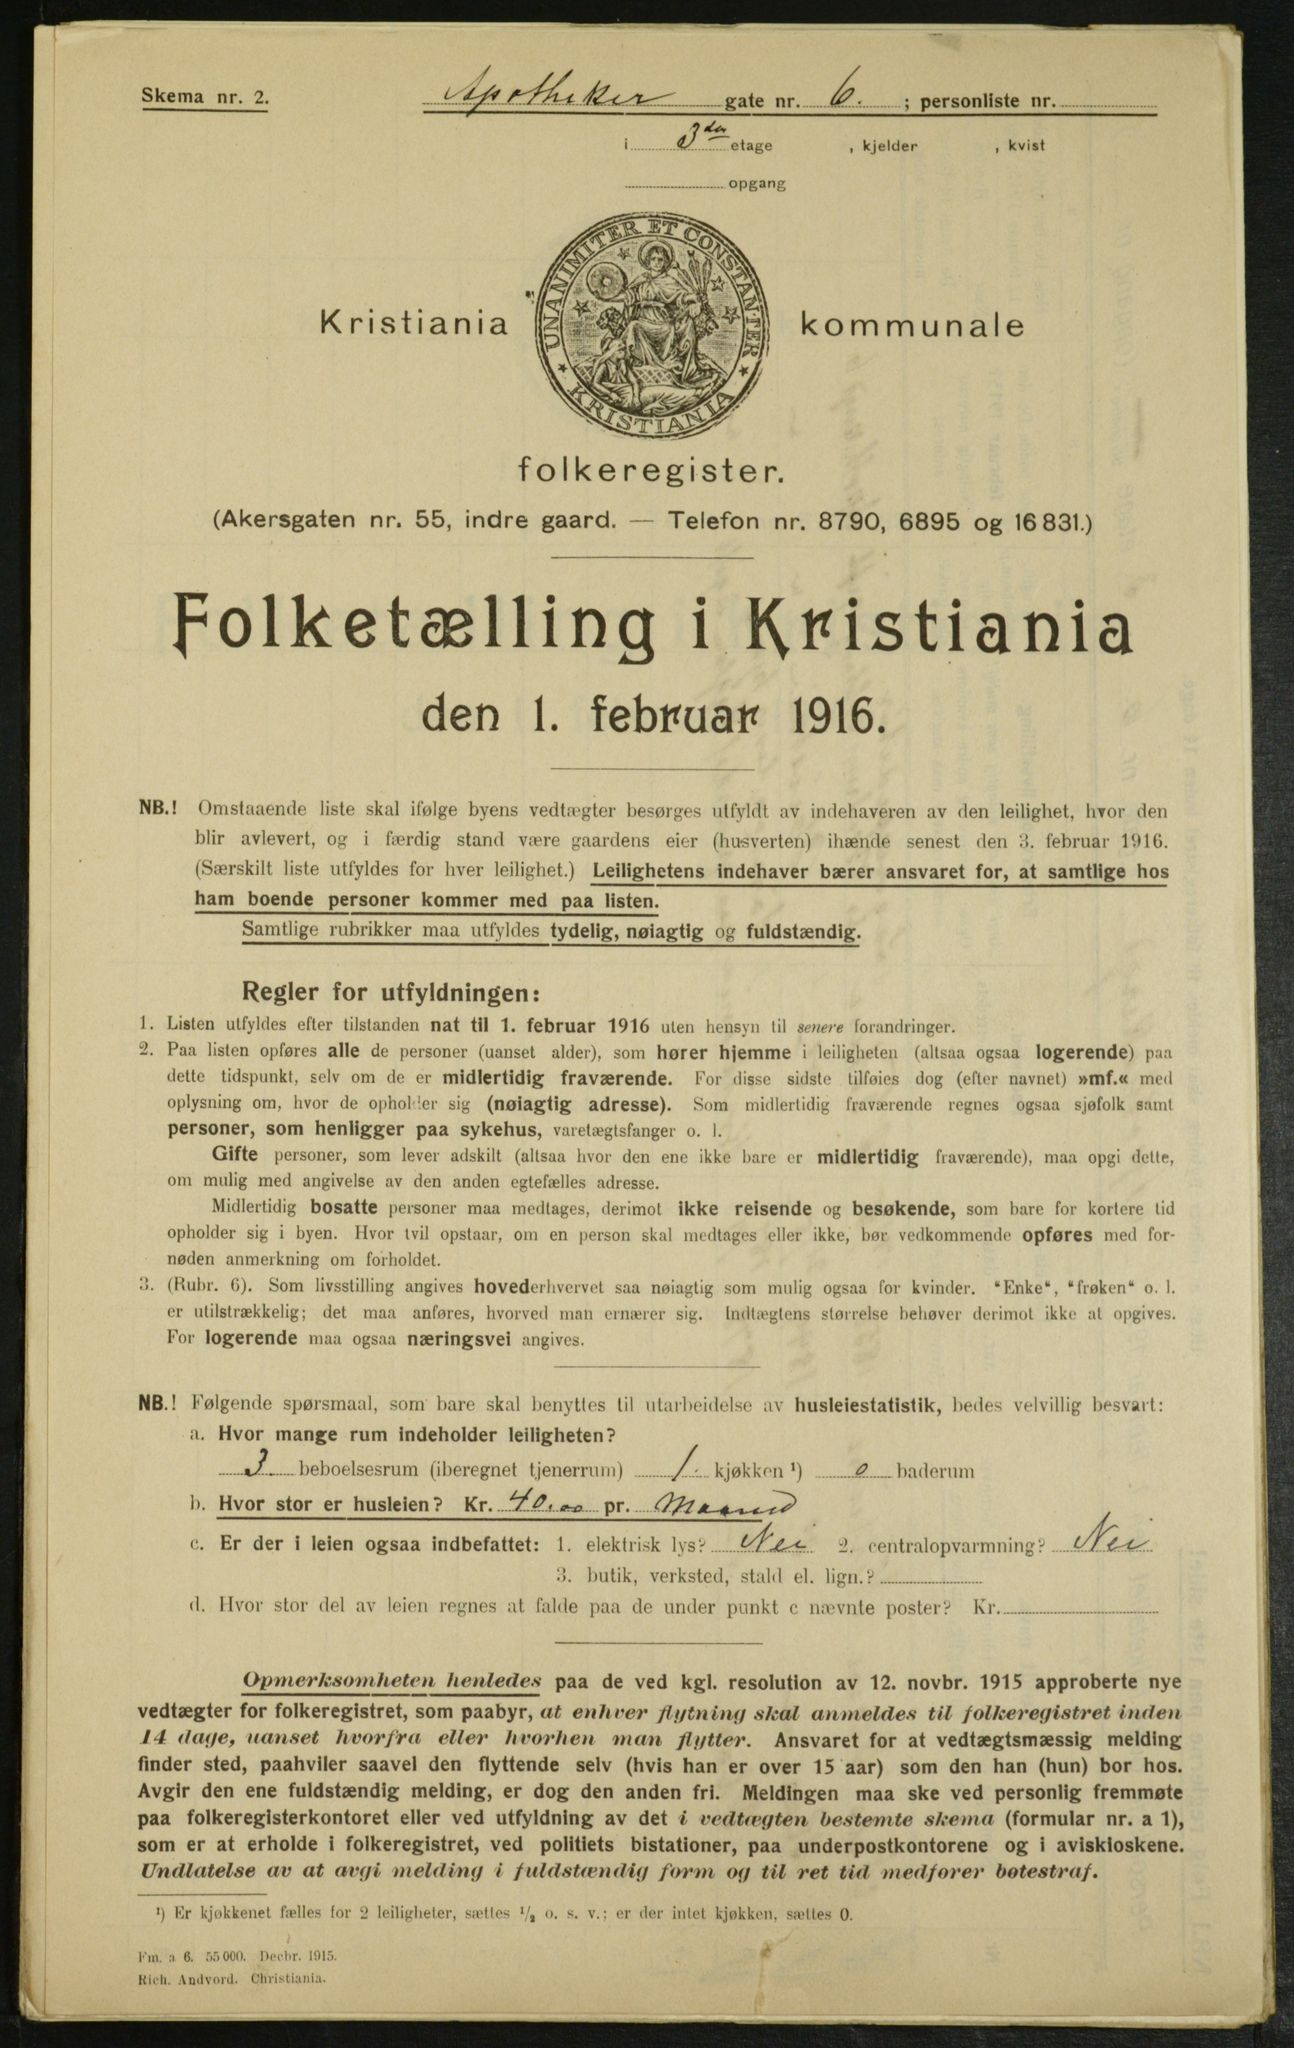 Skema nr. 2.
Apotheker gate nr. 6. ; personliste nr.
i 3die etage , kjelder , kvist
opgang
UNANIMITER ET CONSTANTER
KRISTIANIA
Kristiania kommunale
folkeregister.
(Akersgaten nr. 55, indre gaard. — Telefon nr. 8790, 6895 og 16 831.)
Folketælling i Kristiania
den 1. februar 1916.
NB.! Omstaaende liste skal ifølge byens vedtægter besørges utfyldt av indehaveren av den leilighet, hvor den
blir avlevert, og i færdig stand være gaardens eier (husverten) ihænde senest den 3. februar 1916.
(Særskilt liste utfyldes for hver leilighet.) Leilighetens indehaver bærer ansvaret for, at samtlige hos
ham boende personer kommer med paa listen.
Samtlige rubrikker maa utfyldes tydelig, nøiagtig og fuldstændig.
Regler for utfyldningen:
1. Listen utfyldes efter tilstanden nat til 1. februar 1916 uten hensyn til senere forandringer.
2. Paa listen opføres alle de personer (uanset alder), som hører hjemme i leiligheten (altsaa ogsaa logerende) paa
dette tidspunkt, selv om de er midlertidig fraværende. For disse sidste tilføies dog (efter navnet) »mf.« med
oplysning om, hvor de opholder sig (nøiagtig adresse). Som midlertidig fraværende regnes ogsaa sjøfolk samt
personer, som henligger paa sykehus, varetægtsfanger o. l.
Gifte personer, som lever adskilt (altsaa hvor den ene ikke bare er midlertidig fraværende), maa opgi dette,
om mulig med angivelse av den anden egtefælles adresse.
Midlertidig bosatte personer maa medtages, derimot ikke reisende og besøkende, som bare for kortere tid
opholder sig i byen. Hvor tvil opstaar, om en person skal medtages eller ikke, bør vedkommende opføres med for-
nøden anmerkning om forholdet.
3. (Rubr. 6). Som livsstilling angives hovederhvervet saa nøiagtig som mulig ogsaa for kvinder. "Enke", "frøken" o. l.
er utilstrækkelig; det maa anføres, hvorved man ernærer sig. Indtægtens størrelse behøver derimot ikke at opgives.
For logerende maa ogsaa næringsvei angives.
NB.! Følgende spørsmaal, som bare skal benyttes til utarbeidelse av husleiestatistik, bedes velvillig besvart:
a. Hvor mange rum indeholder leiligheten?
3 beboelsesrum (iberegnet tjenerrum) 1. kjøkken ¹) 0 baderum
b. Hvor stor er husleien? Kr. 40.00 pr. Maaned
c. Er der i leien ogsaa indbefattet: 1. elektrisk lys? Nei 2. centralopvarmning? Nei
3. butik, verksted, stald el. lign.?
d. Hvor stor del av leien regnes at falde paa de under punkt c nævnte poster? Kr.
Opmerksomheten henledes paa de ved kgl. resolution av 12. novbr. 1915 approberte nye
vedtægter for folkeregistret, som paabyr, at enhver flytning skal anmeldes til folkeregistret inden
14 dage, uanset hvorfra eller hvorhen man flytter. Ansvaret for at vedtægtsmæssig melding
finder sted, paahviler saavel den flyttende selv (hvis han er over 15 aar) som den han (hun) bor hos.
Avgir den ene fuldstændig melding, er dog den anden fri. Meldingen maa ske ved personlig fremmøte
paa folkeregisterkontoret eller ved utfyldning av det i vedtægten bestemte skema (formular nr. a 1),
som er at erholde i folkeregistret, ved politiets bistationer, paa underpostkontorene og i aviskioskene.
Undlatelse av at avgi melding i fuldstændig form og til ret tid medfører bøtestraf.
¹) Er kjøkkenet fælles for 2 leiligheter, sættes ½ o. s. v.; er der intet kjøkken, sættes 0.
Fm. a 6. 55 000. Decbr. 1915.
Rich. Andvord. Christiania.